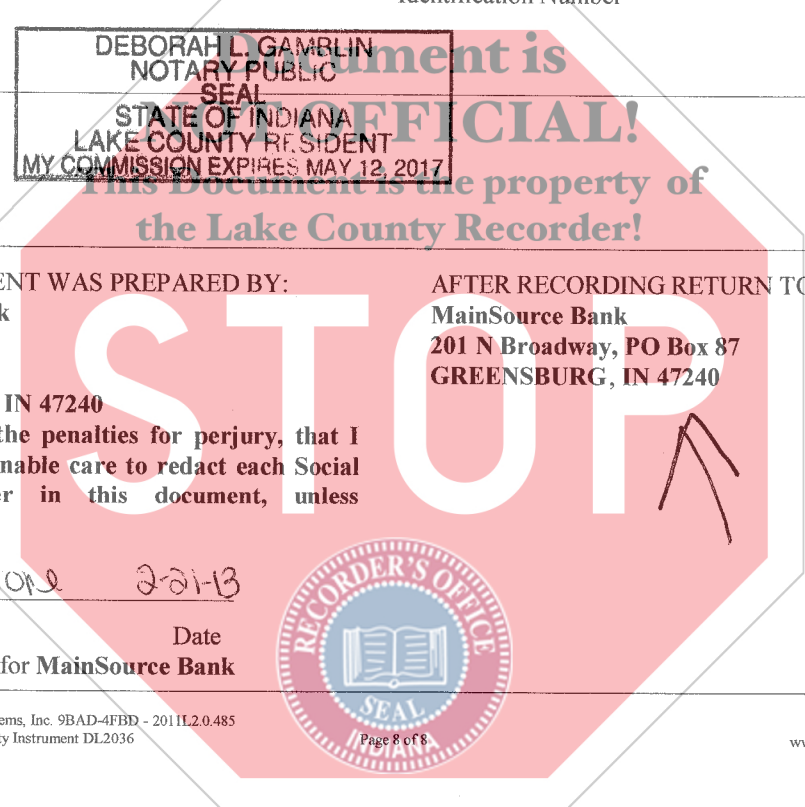 DEBORAH L. GAMBLIN
NOTARY PUBLIC
SEAL
STATE OF INDIANA
LAKE COUNTY RESIDENT
MY COMMISSION EXPIRES MAY 12, 2017
Document is
NOT OFFICIAL!
This Document is the property of
the Lake County Recorder!
ENT WAS PREPARED BY:
k
IN 47240
the penalties for perjury, that I
nable care to redact each Social
er in this document, unless
AFTER RECORDING RETURN TO
MainSource Bank
201 N Broadway, PO Box 87
GREENSBURG, IN 47240
STOP
2-21-13
Date
for MainSource Bank
RECORDER'S OFFICE
SEAL
INDIANA
ems, Inc. 9BAD-4FBD - 2011L2.0.485
ty Instrument DL2036
Page 8 of 8